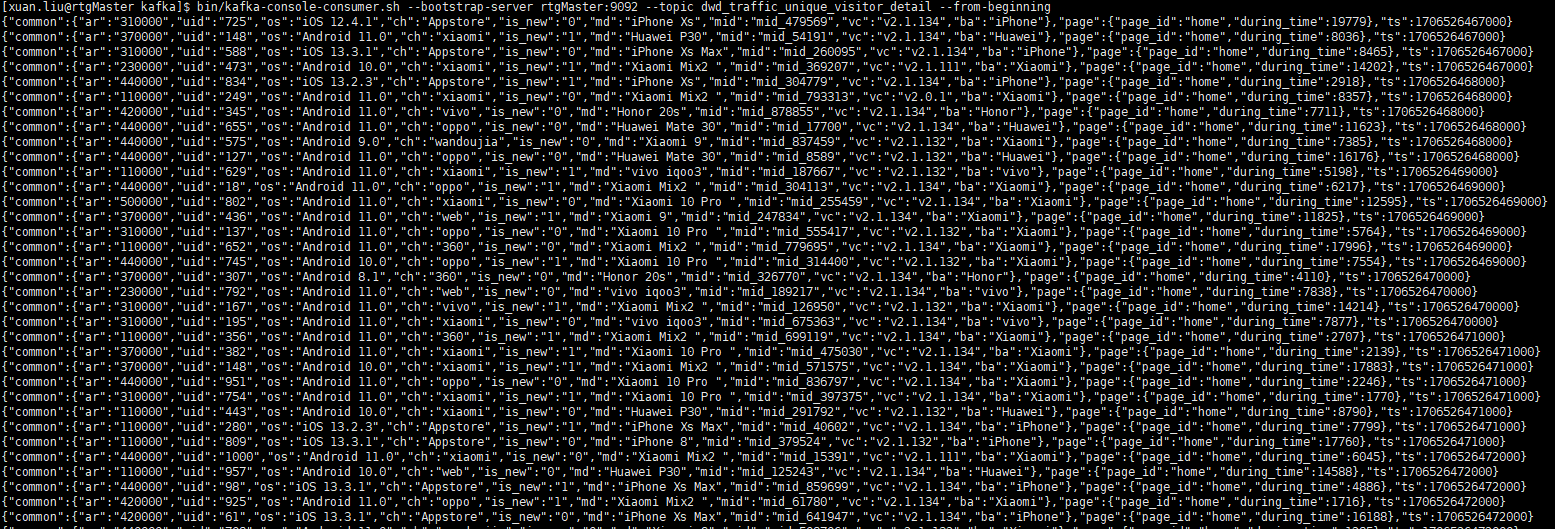 [xuan.liu@rtgMaster kafka]$ bin/kafka-console-consumer.sh --bootstrap-server rtgMaster:9092 --topic dwd_traffic_unique_visitor_detail --from-beginning
{"common":{"ar":"310000","uid":"725","os":"iOS 12.4.1","ch":"Appstore","is_new":"0","md":"iPhone Xs","mid":"mid_479569","vc":"v2.1.134","ba":"iPhone"},"page":{"page_id":"home","during_time":19779},"ts":1706526467000}
{"common":{"ar":"370000","uid":"148","os":"Android 11.0","ch":"xiaomi","is_new":"1","md":"Huawei P30","mid":"mid_54191","vc":"v2.1.134","ba":"Huawei"},"page":{"page_id":"home","during_time":8036},"ts":1706526467000}
{"common":{"ar":"310000","uid":"588","os":"iOS 13.3.1","ch":"Appstore","is_new":"0","md":"iPhone Xs Max","mid":"mid_260095","vc":"v2.1.134","ba":"iPhone"},"page":{"page_id":"home","during_time":8465},"ts":1706526467000}
{"common":{"ar":"230000","uid":"473","os":"Android 10.0","ch":"xiaomi","is_new":"1","md":"Xiaomi Mix2 ","mid":"mid_369207","vc":"v2.1.111","ba":"Xiaomi"},"page":{"page_id":"home","during_time":14202},"ts":1706526467000}
{"common":{"ar":"440000","uid":"834","os":"iOS 13.2.3","ch":"Appstore","is_new":"1","md":"iPhone Xs","mid":"mid_304779","vc":"v2.1.134","ba":"iPhone"},"page":{"page_id":"home","during_time":2918},"ts":1706526468000}
{"common":{"ar":"110000","uid":"249","os":"Android 11.0","ch":"xiaomi","is_new":"0","md":"Xiaomi Mix2 ","mid":"mid_793313","vc":"v2.0.1","ba":"Xiaomi"},"page":{"page_id":"home","during_time":8357},"ts":1706526468000}
{"common":{"ar":"420000","uid":"345","os":"Android 11.0","ch":"vivo","is_new":"0","md":"Honor 20s","mid":"mid_878855","vc":"v2.1.134","ba":"Honor"},"page":{"page_id":"home","during_time":7711},"ts":1706526468000}
{"common":{"ar":"440000","uid":"655","os":"Android 11.0","ch":"oppo","is_new":"0","md":"Huawei Mate 30","mid":"mid_17700","vc":"v2.1.134","ba":"Huawei"},"page":{"page_id":"home","during_time":11623},"ts":1706526468000}
{"common":{"ar":"440000","uid":"575","os":"Android 9.0","ch":"wandoujia","is_new":"0","md":"Xiaomi 9","mid":"mid_837459","vc":"v2.1.132","ba":"Xiaomi"},"page":{"page_id":"home","during_time":7385},"ts":1706526468000}
{"common":{"ar":"440000","uid":"127","os":"Android 11.0","ch":"oppo","is_new":"0","md":"Huawei Mate 30","mid":"mid_8589","vc":"v2.1.132","ba":"Huawei"},"page":{"page_id":"home","during_time":16176},"ts":1706526468000}
{"common":{"ar":"110000","uid":"629","os":"Android 11.0","ch":"xiaomi","is_new":"1","md":"vivo iqoo3","mid":"mid_187667","vc":"v2.1.132","ba":"vivo"},"page":{"page_id":"home","during_time":5198},"ts":1706526469000}
{"common":{"ar":"440000","uid":"18","os":"Android 11.0","ch":"oppo","is_new":"1","md":"Xiaomi Mix2 ","mid":"mid_304113","vc":"v2.1.134","ba":"Xiaomi"},"page":{"page_id":"home","during_time":6217},"ts":1706526469000}
{"common":{"ar":"500000","uid":"802","os":"Android 11.0","ch":"xiaomi","is_new":"0","md":"Xiaomi 10 Pro ","mid":"mid_255459","vc":"v2.1.134","ba":"Xiaomi"},"page":{"page_id":"home","during_time":12595},"ts":1706526469000}
{"common":{"ar":"370000","uid":"436","os":"Android 11.0","ch":"web","is_new":"1","md":"Xiaomi 9","mid":"mid_247834","vc":"v2.1.134","ba":"Xiaomi"},"page":{"page_id":"home","during_time":11825},"ts":1706526469000}
{"common":{"ar":"310000","uid":"137","os":"Android 11.0","ch":"oppo","is_new":"0","md":"Xiaomi 10 Pro ","mid":"mid_555417","vc":"v2.1.132","ba":"Xiaomi"},"page":{"page_id":"home","during_time":5764},"ts":1706526469000}
{"common":{"ar":"110000","uid":"652","os":"Android 11.0","ch":"360","is_new":"0","md":"Xiaomi Mix2 ","mid":"mid_779695","vc":"v2.1.134","ba":"Xiaomi"},"page":{"page_id":"home","during_time":17996},"ts":1706526469000}
{"common":{"ar":"440000","uid":"745","os":"Android 10.0","ch":"oppo","is_new":"1","md":"Xiaomi 10 Pro ","mid":"mid_314400","vc":"v2.1.132","ba":"Xiaomi"},"page":{"page_id":"home","during_time":7554},"ts":1706526469000}
{"common":{"ar":"370000","uid":"307","os":"Android 8.1","ch":"360","is_new":"0","md":"Honor 20s","mid":"mid_326770","vc":"v2.1.134","ba":"Honor"},"page":{"page_id":"home","during_time":4110},"ts":1706526470000}
{"common":{"ar":"230000","uid":"792","os":"Android 11.0","ch":"web","is_new":"0","md":"vivo iqoo3","mid":"mid_189217","vc":"v2.1.134","ba":"vivo"},"page":{"page_id":"home","during_time":7838},"ts":1706526470000}
{"common":{"ar":"310000","uid":"167","os":"Android 11.0","ch":"vivo","is_new":"1","md":"Xiaomi Mix2 ","mid":"mid_126950","vc":"v2.1.134","ba":"Xiaomi"},"page":{"page_id":"home","during_time":14214},"ts":1706526470000}
{"common":{"ar":"310000","uid":"195","os":"Android 11.0","ch":"xiaomi","is_new":"0","md":"vivo iqoo3","mid":"mid_675363","vc":"v2.1.134","ba":"vivo"},"page":{"page_id":"home","during_time":7877},"ts":1706526470000}
{"common":{"ar":"110000","uid":"356","os":"Android 11.0","ch":"360","is_new":"1","md":"Xiaomi Mix2 ","mid":"mid_699119","vc":"v2.1.134","ba":"Xiaomi"},"page":{"page_id":"home","during_time":2707},"ts":1706526471000}
{"common":{"ar":"370000","uid":"382","os":"Android 11.0","ch":"xiaomi","is_new":"1","md":"Xiaomi 10 Pro ","mid":"mid_475030","vc":"v2.1.134","ba":"Xiaomi"},"page":{"page_id":"home","during_time":2139},"ts":1706526471000}
{"common":{"ar":"370000","uid":"148","os":"Android 10.0","ch":"xiaomi","is_new":"1","md":"Xiaomi Mix2 ","mid":"mid_571575","vc":"v2.1.134","ba":"Xiaomi"},"page":{"page_id":"home","during_time":17883},"ts":1706526471000}
{"common":{"ar":"440000","uid":"951","os":"Android 11.0","ch":"oppo","is_new":"0","md":"Xiaomi 10 Pro ","mid":"mid_836797","vc":"v2.1.134","ba":"Xiaomi"},"page":{"page_id":"home","during_time":2246},"ts":1706526471000}
{"common":{"ar":"310000","uid":"754","os":"Android 11.0","ch":"xiaomi","is_new":"1","md":"Xiaomi 10 Pro ","mid":"mid_397375","vc":"v2.1.134","ba":"Xiaomi"},"page":{"page_id":"home","during_time":1770},"ts":1706526471000}
{"common":{"ar":"110000","uid":"443","os":"Android 10.0","ch":"xiaomi","is_new":"0","md":"Huawei P30","mid":"mid_291792","vc":"v2.1.132","ba":"Huawei"},"page":{"page_id":"home","during_time":8790},"ts":1706526471000}
{"common":{"ar":"110000","uid":"280","os":"iOS 13.2.3","ch":"Appstore","is_new":"1","md":"iPhone Xs Max","mid":"mid_40602","vc":"v2.1.134","ba":"iPhone"},"page":{"page_id":"home","during_time":7799},"ts":1706526471000}
{"common":{"ar":"110000","uid":"809","os":"iOS 13.3.1","ch":"Appstore","is_new":"0","md":"iPhone 8","mid":"mid_379524","vc":"v2.1.132","ba":"iPhone"},"page":{"page_id":"home","during_time":17760},"ts":1706526471000}
{"common":{"ar":"440000","uid":"1000","os":"Android 11.0","ch":"xiaomi","is_new":"0","md":"Xiaomi Mix2 ","mid":"mid_15391","vc":"v2.1.111","ba":"Xiaomi"},"page":{"page_id":"home","during_time":6045},"ts":1706526472000}
{"common":{"ar":"110000","uid":"957","os":"Android 10.0","ch":"web","is_new":"0","md":"Huawei P30","mid":"mid_125243","vc":"v2.1.134","ba":"Huawei"},"page":{"page_id":"home","during_time":14588},"ts":1706526472000}
{"common":{"ar":"440000","uid":"98","os":"iOS 13.3.1","ch":"Appstore","is_new":"1","md":"iPhone Xs Max","mid":"mid_859699","vc":"v2.1.134","ba":"iPhone"},"page":{"page_id":"home","during_time":4886},"ts":1706526472000}
{"common":{"ar":"420000","uid":"925","os":"Android 11.0","ch":"oppo","is_new":"1","md":"Xiaomi Mix2 ","mid":"mid_61780","vc":"v2.1.134","ba":"Xiaomi"},"page":{"page_id":"home","during_time":1716},"ts":1706526472000}
{"common":{"ar":"420000","uid":"61","os":"iOS 13.3.1","ch":"Appstore","is_new":"0","md":"iPhone Xs Max","mid":"mid_641947","vc":"v2.1.134","ba":"iPhone"},"page":{"page_id":"home","during_time":16188},"ts":1706526472000}